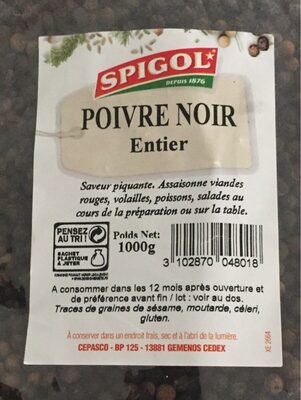 SPIGOL
DEPUIS 1876
POIVRE NOIR
Entier
Saveur piquante. Assaisonne viandes
rouges, volailles, poissons, salades au
cours de la préparation ou sur la table.
PENSEZ
AU TRI !
SACHET
PLASTIQUE
À JETER
Poids Net:
1000g
3 102870 048018
A consommer dans les 12 mois après ouverture et
de préférence avant fin / lot : voir au dos.
Traces de graines de sésame, moutarde, céleri,
gluten.
A conserver dans un endroit frais, sec et à l'abri de la lumière.
CEPASCO - BP 125 - 13881 GEMENOS CEDEX
XE 2664